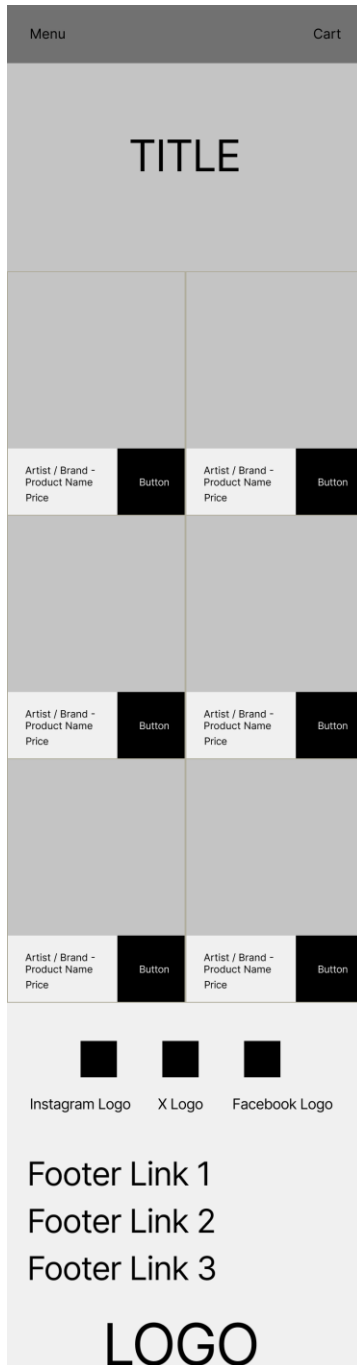 Menu Cart
TITLE
Artist / Brand -
Product Name
Price
Button
Artist / Brand -
Product Name
Price
Button
Artist / Brand -
Product Name
Price
Button
Artist / Brand -
Product Name
Price
Button
Artist / Brand -
Product Name
Price
Button
Artist / Brand -
Product Name
Price
Button
Instagram Logo X Logo Facebook Logo
Footer Link 1
Footer Link 2
Footer Link 3
LOGO